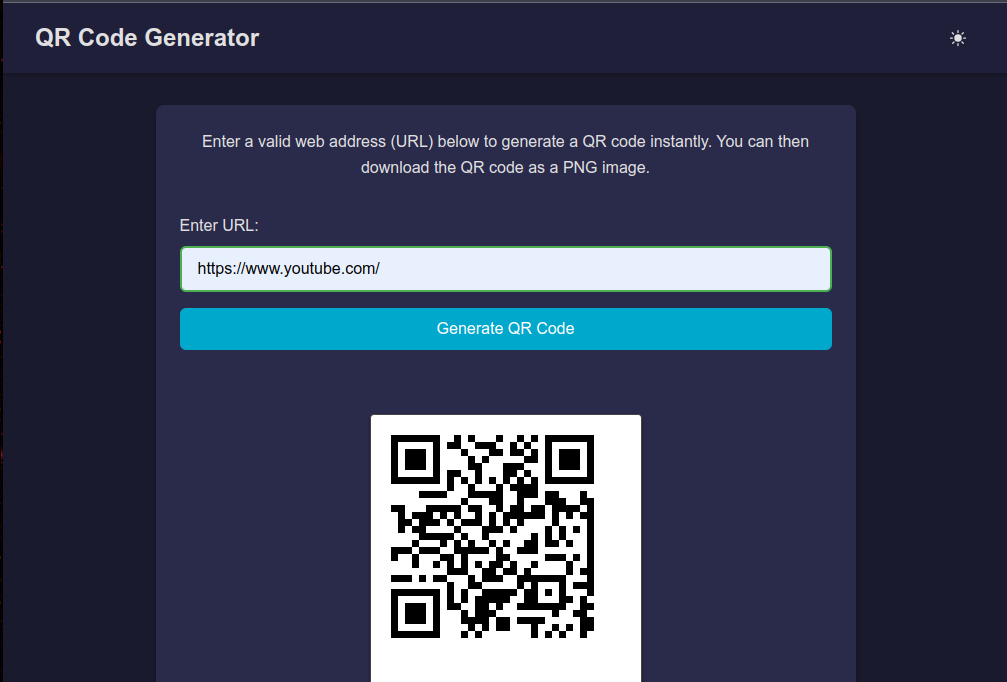 QR Code Generator
Enter a valid web address (URL) below to generate a QR code instantly. You can then
download the QR code as a PNG image.
Enter URL:
https://www.youtube.com/
Generate QR Code